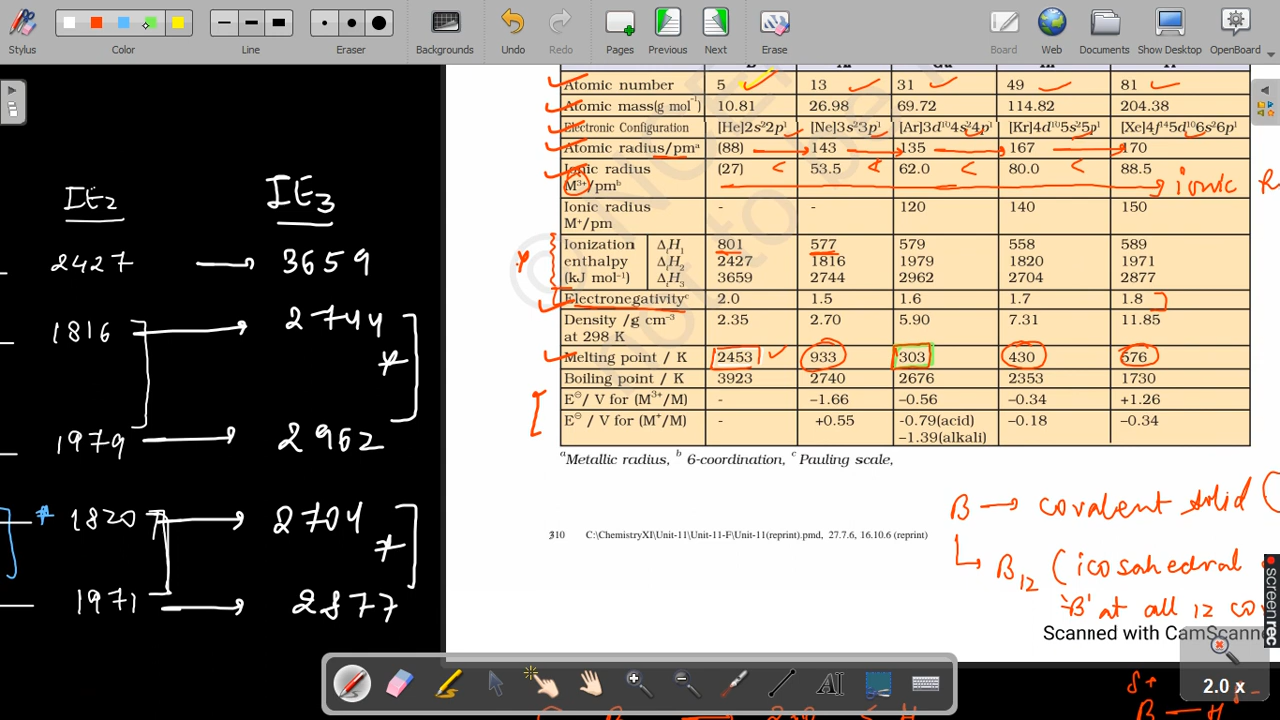 Stylus Color Line Eraser Backgrounds Undo Redo Pages Previous Next Erase Board Web Documents Show Desktop OpenBoard
Atomic number 5 13 31 49 81
Atomic mass(g mol⁻¹) 10.81 26.98 69.72 114.82 204.38
Electronic Configuration [He]2s²2p¹ [Ne]3s²3p¹ [Ar]3d¹⁰4s²4p¹ [Kr]4d¹⁰5s²5p¹ [Xe]4f¹⁴5d¹⁰6s²6p¹
Atomic radius/pmᵃ (88) 143 135 167 170
Ionic radius (27) < 53.5 < 62.0 < 80.0 < 88.5
M³⁺/pmᵇ ionic R
Ionic radius - - 120 140 150
M⁺/pm
Ionization ΔᵢH₁ 801 577 579 558 589
enthalpy ΔᵢH₂ 2427 1816 1979 1820 1971
(kJ mol⁻¹) ΔᵢH₃ 3659 2744 2962 2704 2877
Electronegativityᶜ 2.0 1.5 1.6 1.7 1.8
Density /g cm⁻³ 2.35 2.70 5.90 7.31 11.85
at 298 K
Melting point / K 2453 933 303 430 576
Boiling point / K 3923 2740 2676 2353 1730
E⊖/ V for (M³⁺/M) - –1.66 –0.56 –0.34 +1.26
E⊖/ V for (M⁺/M) - +0.55 -0.79(acid) –0.18 –0.34
–1.39(alkali)
ᵃMetallic radius, ᵇ 6-coordination, ᶜ Pauling scale,
310 C:\ChemistryXI\Unit-11\Unit-11-F\Unit-11(reprint).pmd, 27.7.6, 16.10.6 (reprint)
IE₂ IE₃
2427 → 3659
1816 → 2744
1979 → 2962
1820 → 2704
1971 → 2877
B → covalent solid (
B₁₂ (icosahedral
'B' at all 12 co
Scanned with CamScanne
screenrec
2.0 x
δ+
B — H